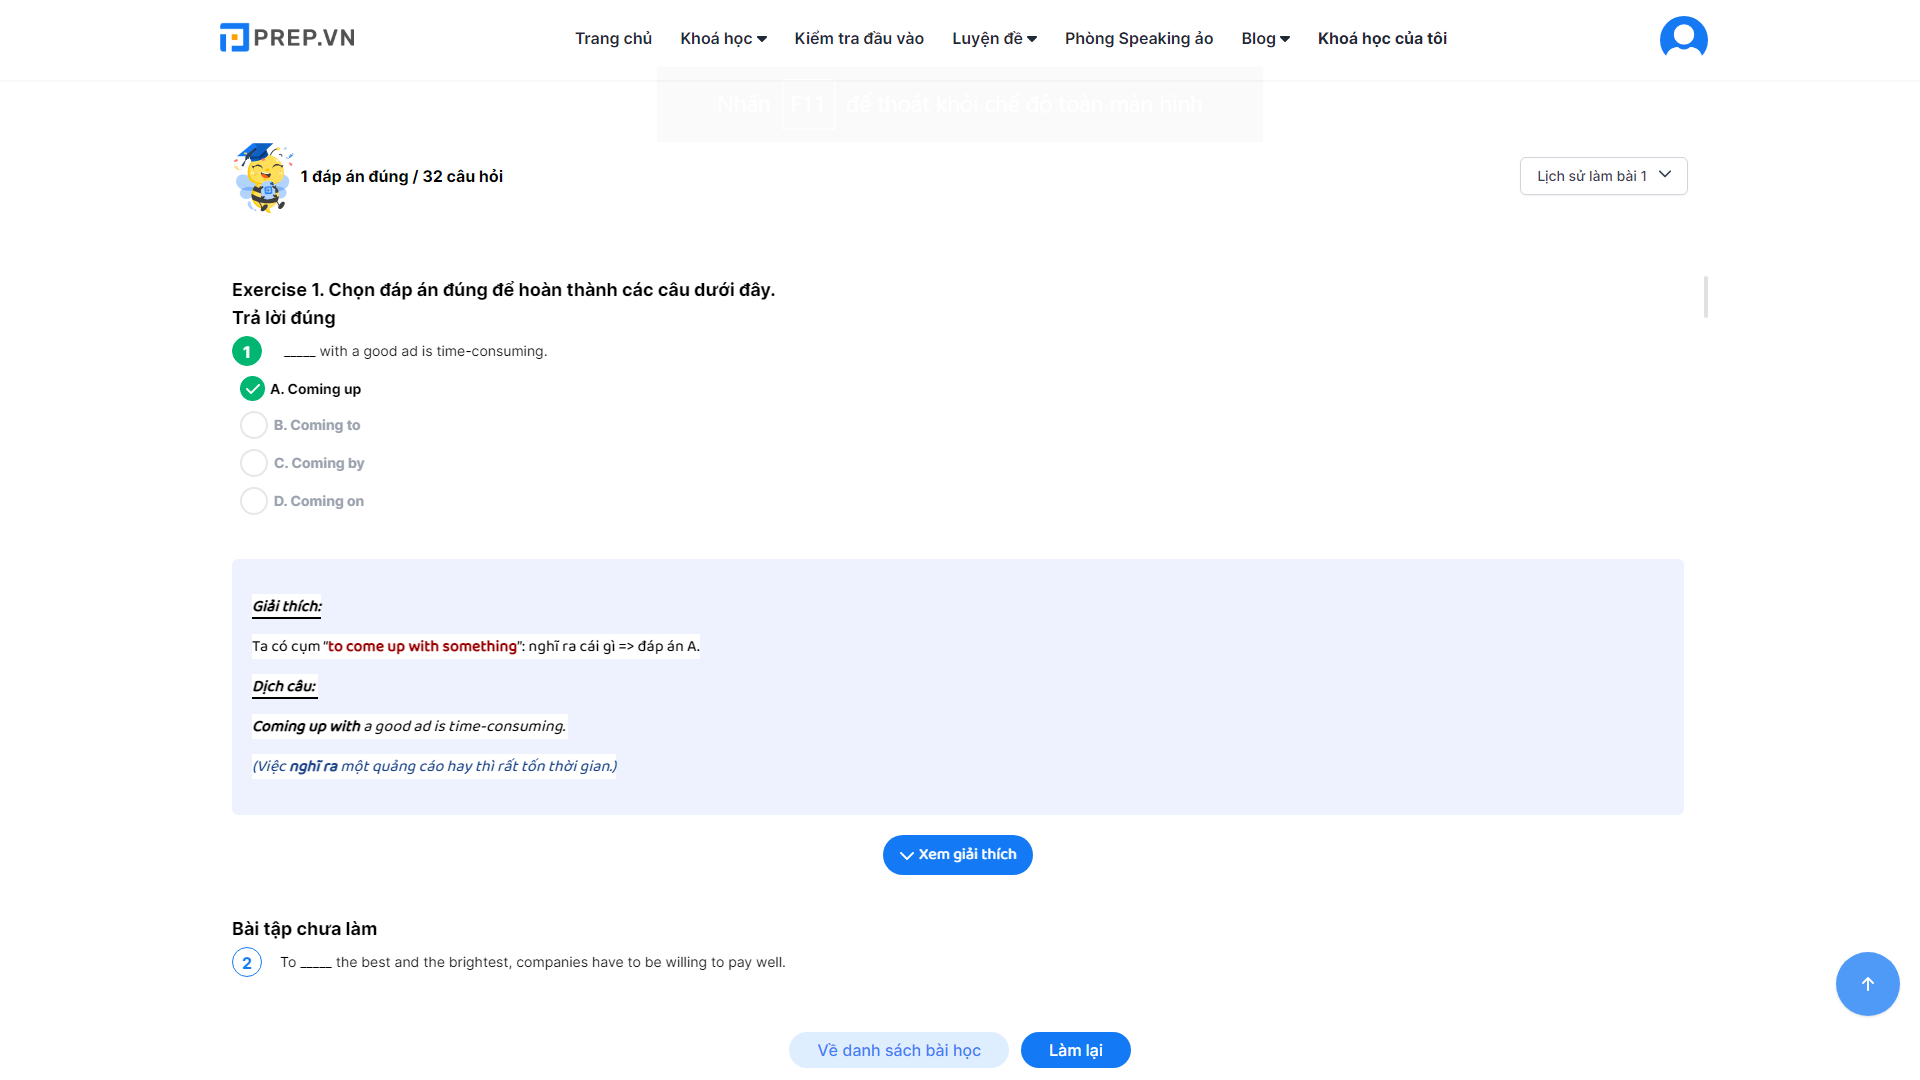 PREP.VN
Trang chủ Khoá học Kiểm tra đầu vào Luyện đề Phòng Speaking ảo Blog Khoá học của tôi
Nhấn F11 để thoát khỏi chế độ toàn màn hình
1 đáp án đúng / 32 câu hỏi
Lịch sử làm bài 1
Exercise 1. Chọn đáp án đúng để hoàn thành các câu dưới đây.
Trả lời đúng
1 _____ with a good ad is time-consuming.
A. Coming up
B. Coming to
C. Coming by
D. Coming on
Giải thích:
Ta có cụm “to come up with something”: nghĩ ra cái gì => đáp án A.
Dịch câu:
Coming up with a good ad is time-consuming.
(Việc nghĩ ra một quảng cáo hay thì rất tốn thời gian.)
Xem giải thích
Bài tập chưa làm
2 To _____ the best and the brightest, companies have to be willing to pay well.
Về danh sách bài học Làm lại